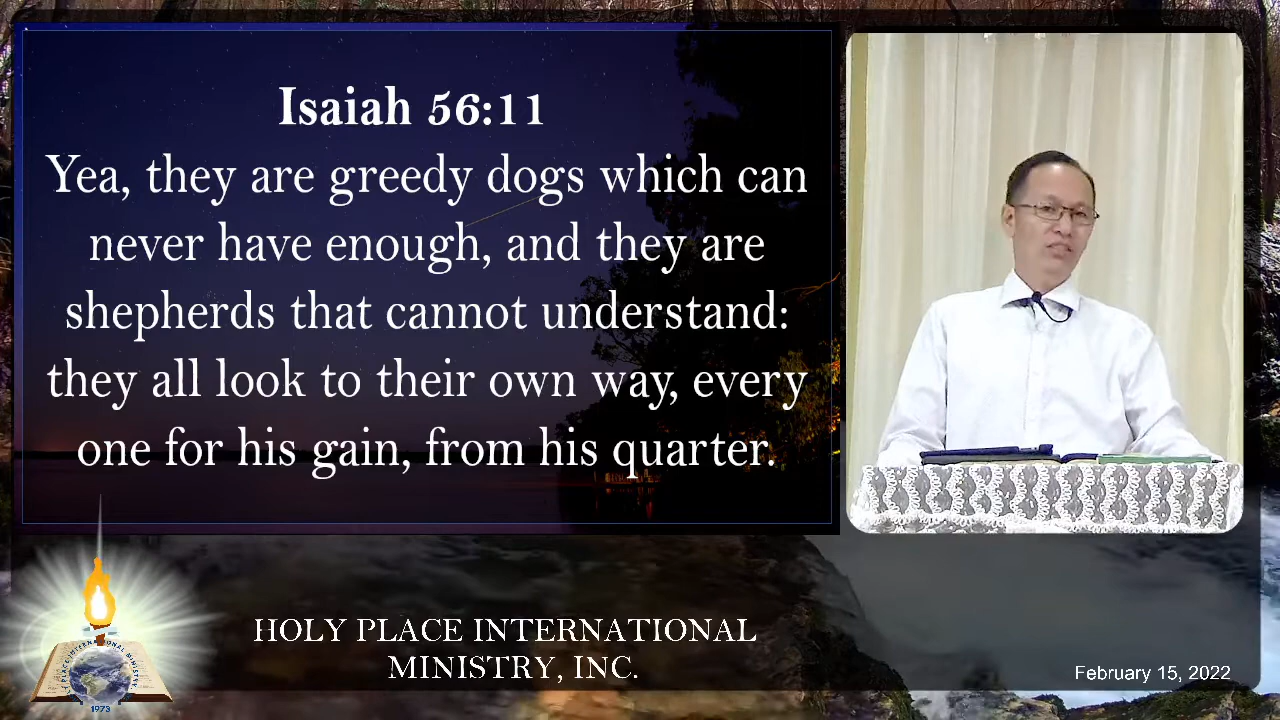 Isaiah 56:11
Yea, they are greedy dogs which can
never have enough, and they are
shepherds that cannot understand:
they all look to their own way, every
one for his gain, from his quarter.
HOLY PLACE INTERNATIONAL
MINISTRY, INC.
February 15, 2022
1973